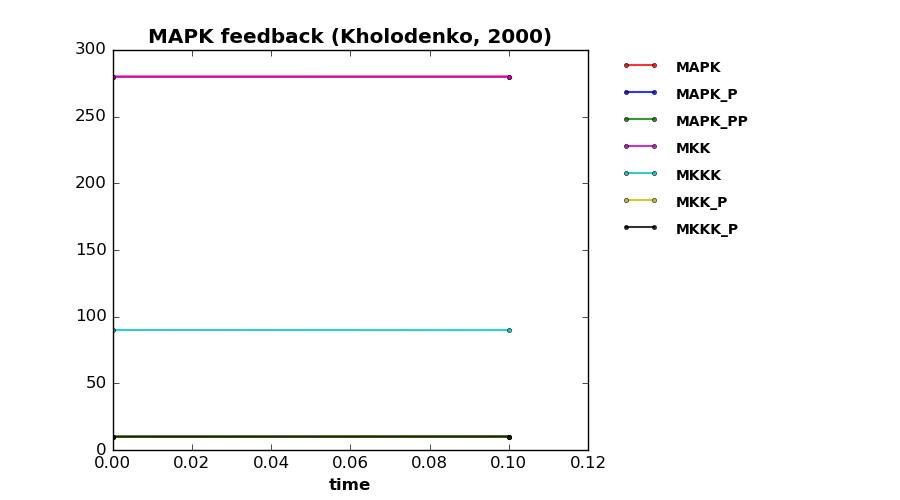 MAPK feedback (Kholodenko, 2000)
300
250
200
150
100
50
0
0.00 0.02 0.04 0.06 0.08 0.10 0.12
time
MAPK
MAPK_P
MAPK_PP
MKK
MKKK
MKK_P
MKKK_P